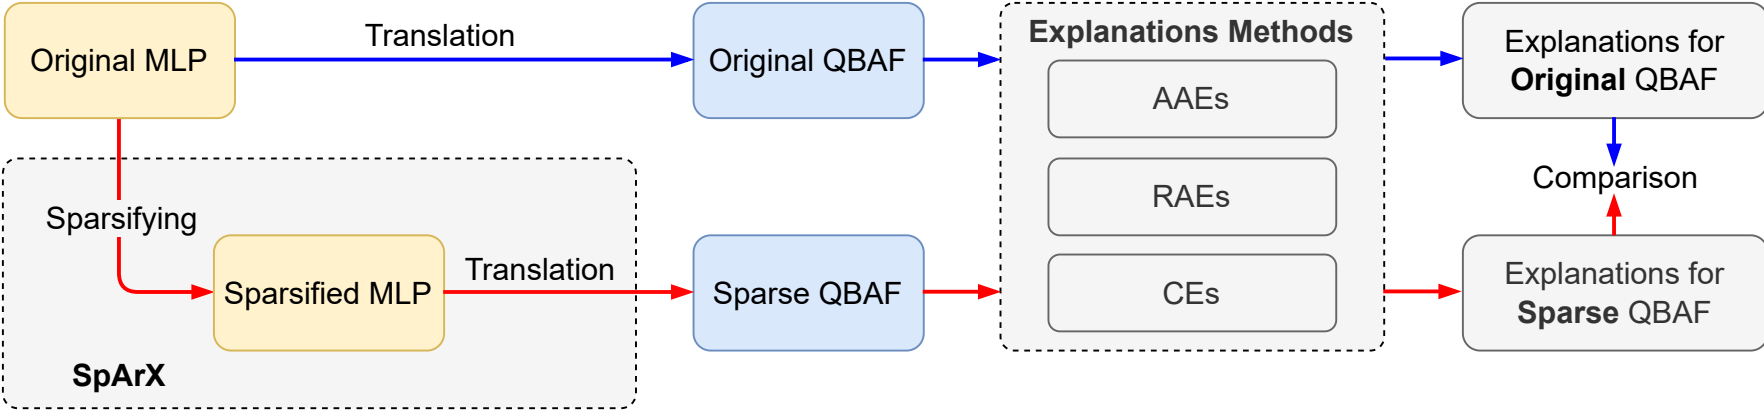 Original MLP
Translation
Original QBAF
Explanations Methods
AAEs
RAEs
CEs
Explanations for
Original QBAF
Comparison
Sparsifying
Sparsified MLP
Translation
Sparse QBAF
Explanations for
Sparse QBAF
SpArX